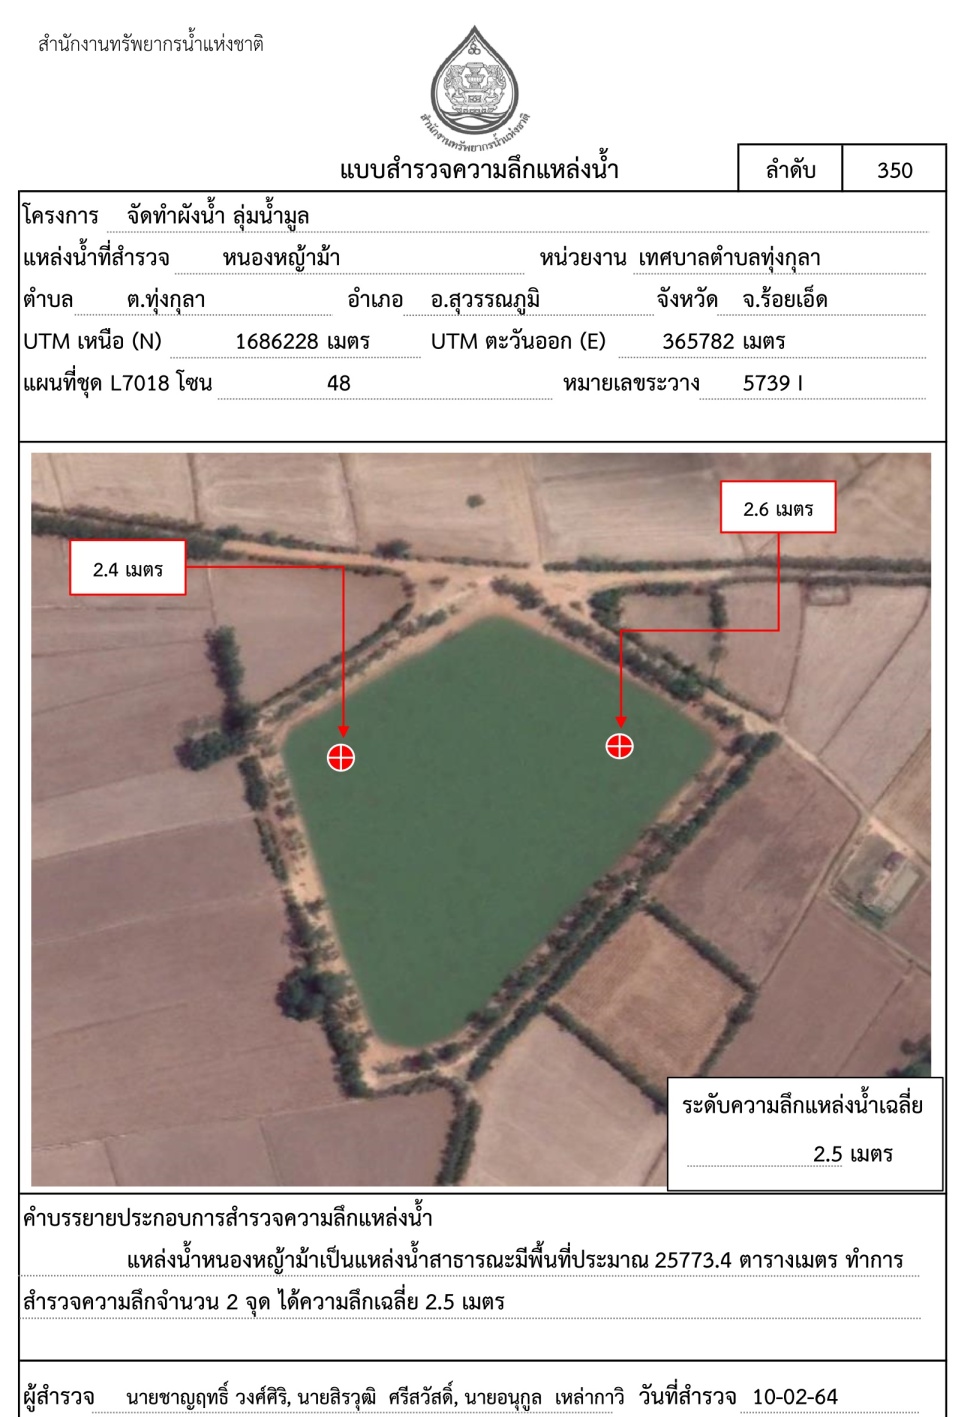 สำนักงานทรัพยากรน้ำแห่งชาติ
สำนักงานทรัพยากรน้ำแห่งชาติ
แบบสำรวจความลึกแหล่งน้ำ ลำดับ 350
โครงการ จัดทำผังน้ำ ลุ่มน้ำมูล
แหล่งน้ำที่สำรวจ หนองหญ้าม้า หน่วยงาน เทศบาลตำบลทุ่งกุลา
ตำบล ต.ทุ่งกุลา อำเภอ อ.สุวรรณภูมิ จังหวัด จ.ร้อยเอ็ด
UTM เหนือ (N) 1686228 เมตร UTM ตะวันออก (E) 365782 เมตร
แผนที่ชุด L7018 โซน 48 หมายเลขระวาง 5739 I
2.6 เมตร
2.4 เมตร
ระดับความลึกแหล่งน้ำเฉลี่ย
2.5 เมตร
คำบรรยายประกอบการสำรวจความลึกแหล่งน้ำ
แหล่งน้ำหนองหญ้าม้าเป็นแหล่งน้ำสาธารณะมีพื้นที่ประมาณ 25773.4 ตารางเมตร ทำการ
สำรวจความลึกจำนวน 2 จุด ได้ความลึกเฉลี่ย 2.5 เมตร
ผู้สำรวจ นายชาญฤทธิ์ วงศ์ศิริ, นายสิรวุฒิ ศรีสวัสดิ์, นายอนุกูล เหล่ากาวี วันที่สำรวจ 10-02-64